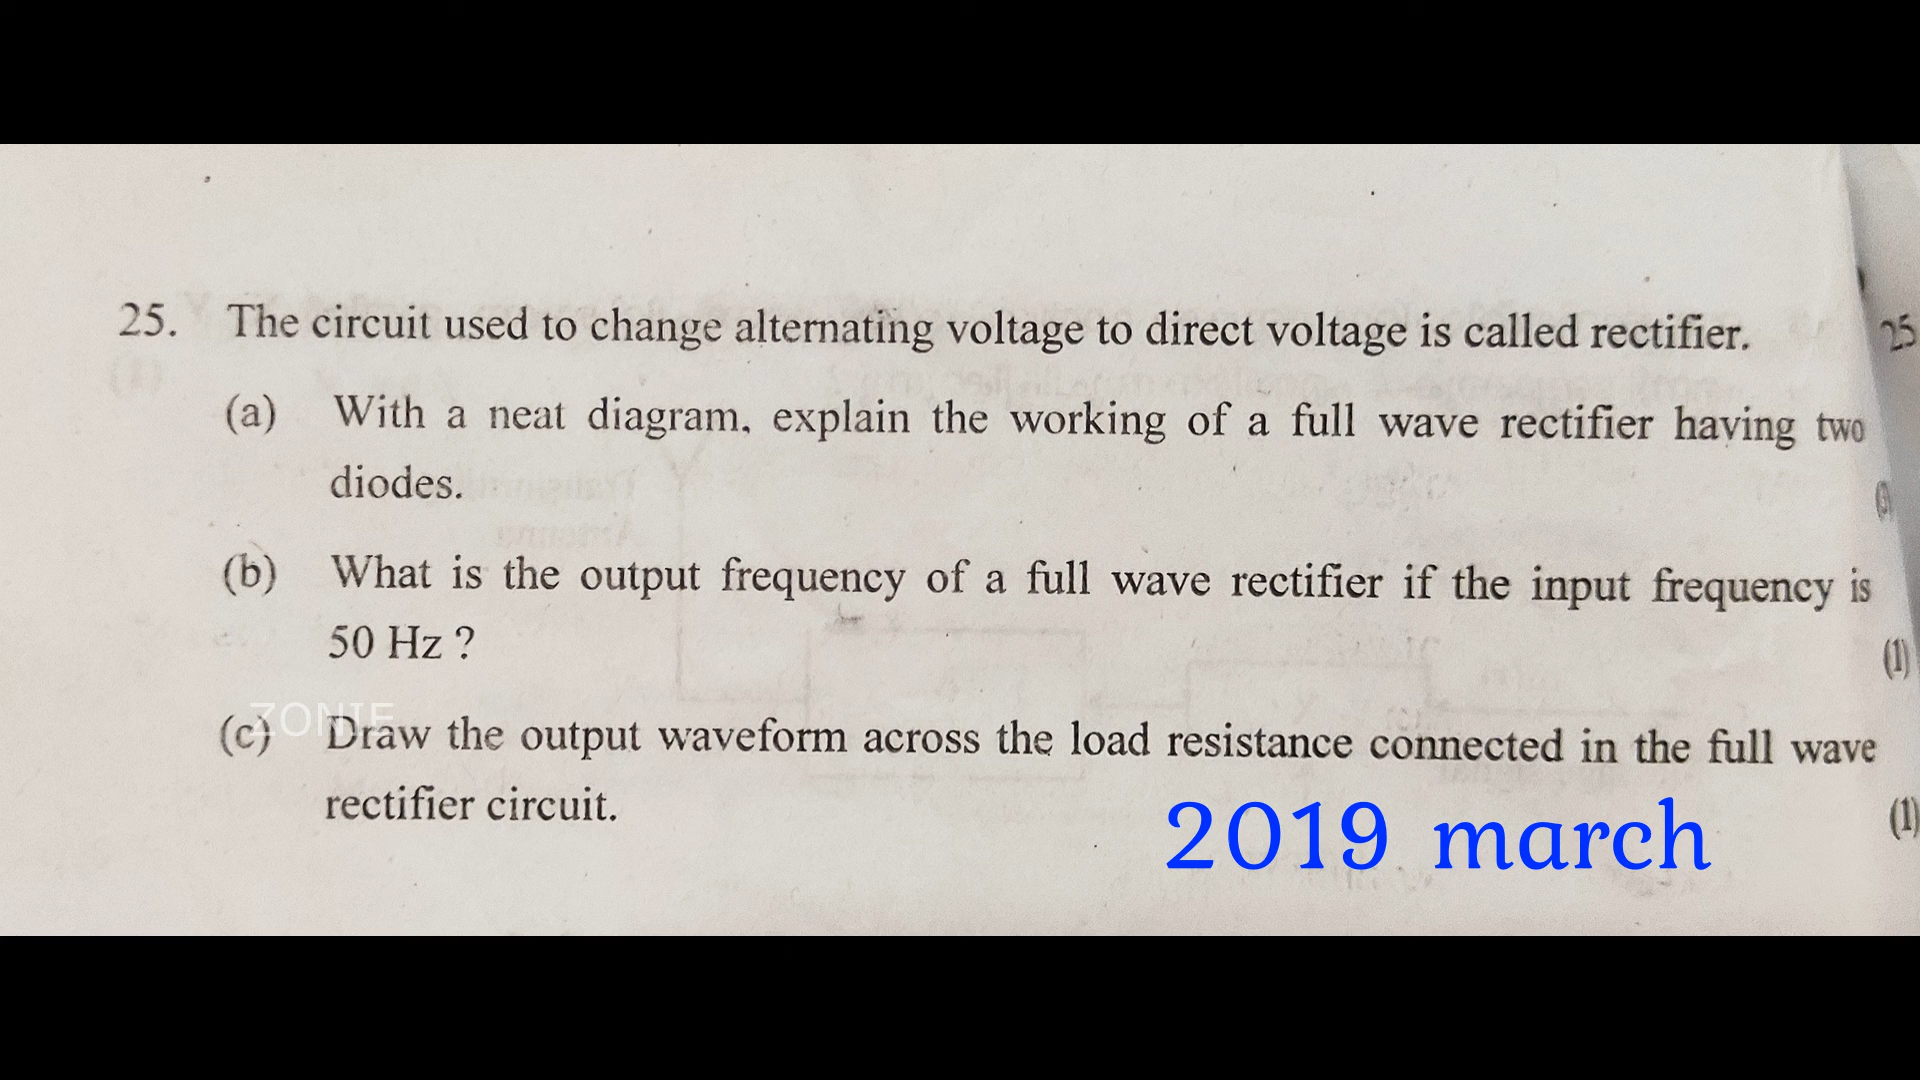 25. The circuit used to change alternating voltage to direct voltage is called rectifier. 25
(a) With a neat diagram, explain the working of a full wave rectifier having two
diodes.
(b) What is the output frequency of a full wave rectifier if the input frequency is
50 Hz ?
(1)
ZONIE
(c) Draw the output waveform across the load resistance connected in the full wave
rectifier circuit.
(1)
2019 march